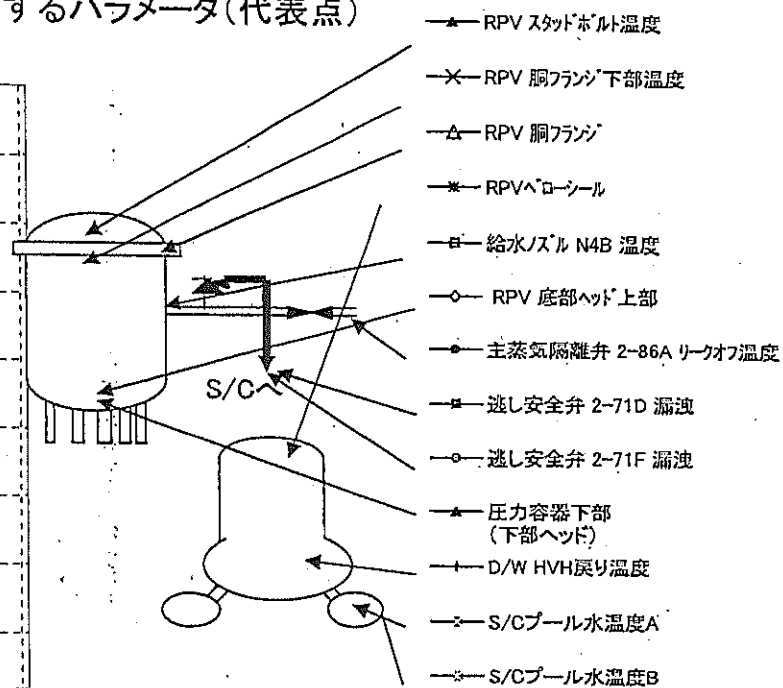 するパラメータ(代表点)
RPV スタッドボルト温度
RPV 胴フランジ下部温度
RPV 胴フランジ
RPVベローシール
給水ノズル N4B 温度
RPV 底部ヘッド上部
主蒸気隔離弁 2-86A リークオフ温度
逃し安全弁 2-71D 漏洩
逃し安全弁 2-71F 漏洩
圧力容器下部
(下部ヘッド)
D/W HVH戻り温度
S/Cプール水温度A
S/Cプール水温度B
S/Cへ